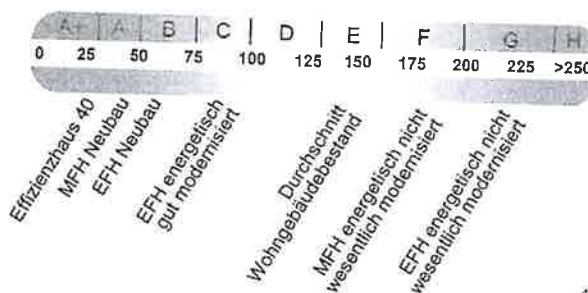 A+ A B C D E F G H
0 25 50 75 100 125 150 175 200 225 >250
Effizienzhaus 40
MFH Neubau
EFH Neubau
EFH energetisch
gut modernisiert
Durchschnitt
Wohngebäudebestand
MFH energetisch nicht
wesentlich modernisiert
EFH energetisch nicht
wesentlich modernisiert